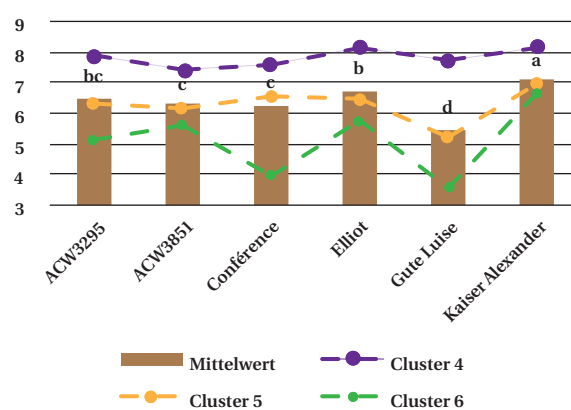 9
8
7
6
5
4
3
bc
c
c
b
d
a
ACW3295
ACW3851
Conférence
Elliot
Gute Luise
Kaiser Alexander
Mittelwert
Cluster 4
Cluster 5
Cluster 6